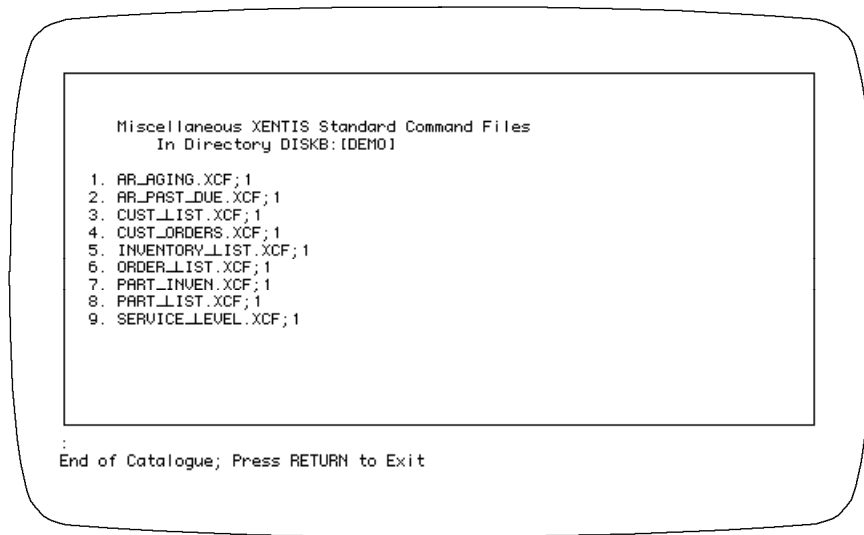 Miscellaneous XENTIS Standard Command Files
In Directory DISKB:[DEMO]
1. AR_AGING.XCF;1
2. AR_PAST_DUE.XCF;1
3. CUST_LIST.XCF;1
4. CUST_ORDERS.XCF;1
5. INVENTORY_LIST.XCF;1
6. ORDER_LIST.XCF;1
7. PART_INVEN.XCF;1
8. PART_LIST.XCF;1
9. SERVICE_LEVEL.XCF;1
:
End of Catalogue; Press RETURN to Exit